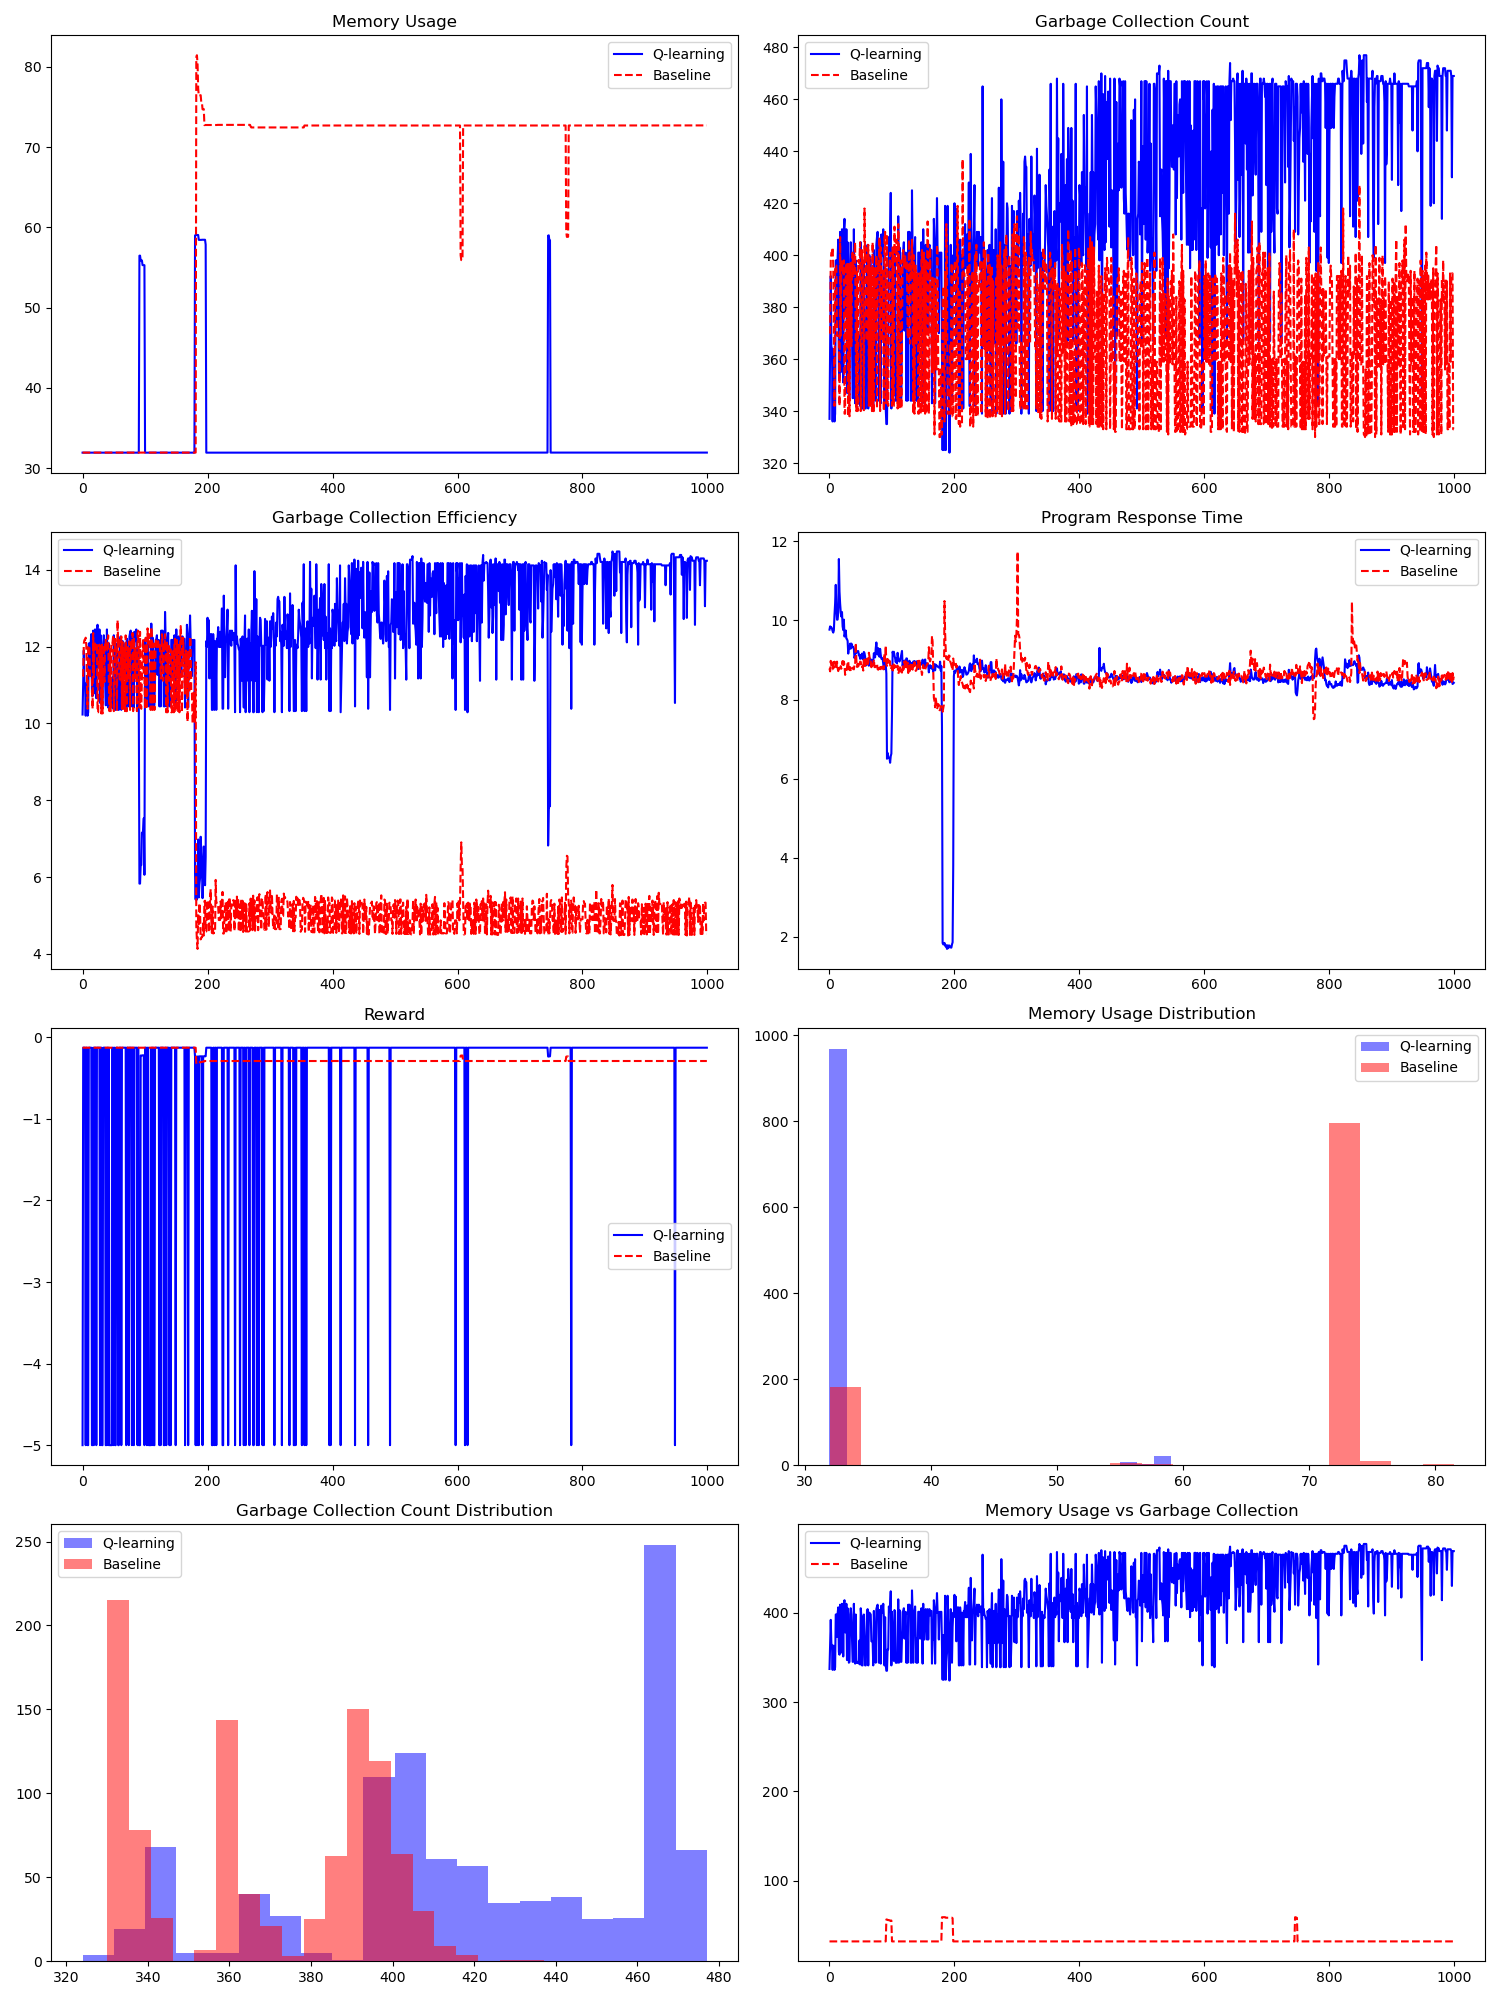 Memory Usage
Q-learning
Baseline
80
70
60
50
40
30
0 200 400 600 800 1000
Garbage Collection Count
Q-learning
Baseline
480
460
440
420
400
380
360
340
320
0 200 400 600 800 1000
Garbage Collection Efficiency
Q-learning
Baseline
14
12
10
8
6
4
0 200 400 600 800 1000
Program Response Time
Q-learning
Baseline
12
10
8
6
4
2
0 200 400 600 800 1000
Reward
0
−1
−2
Q-learning
Baseline
−3
−4
−5
0 200 400 600 800 1000
Memory Usage Distribution
Q-learning
Baseline
1000
800
600
400
200
0
30 40 50 60 70 80
Garbage Collection Count Distribution
Q-learning
Baseline
250
200
150
100
50
0
320 340 360 380 400 420 440 460 480
Memory Usage vs Garbage Collection
Q-learning
Baseline
400
300
200
100
0 200 400 600 800 1000